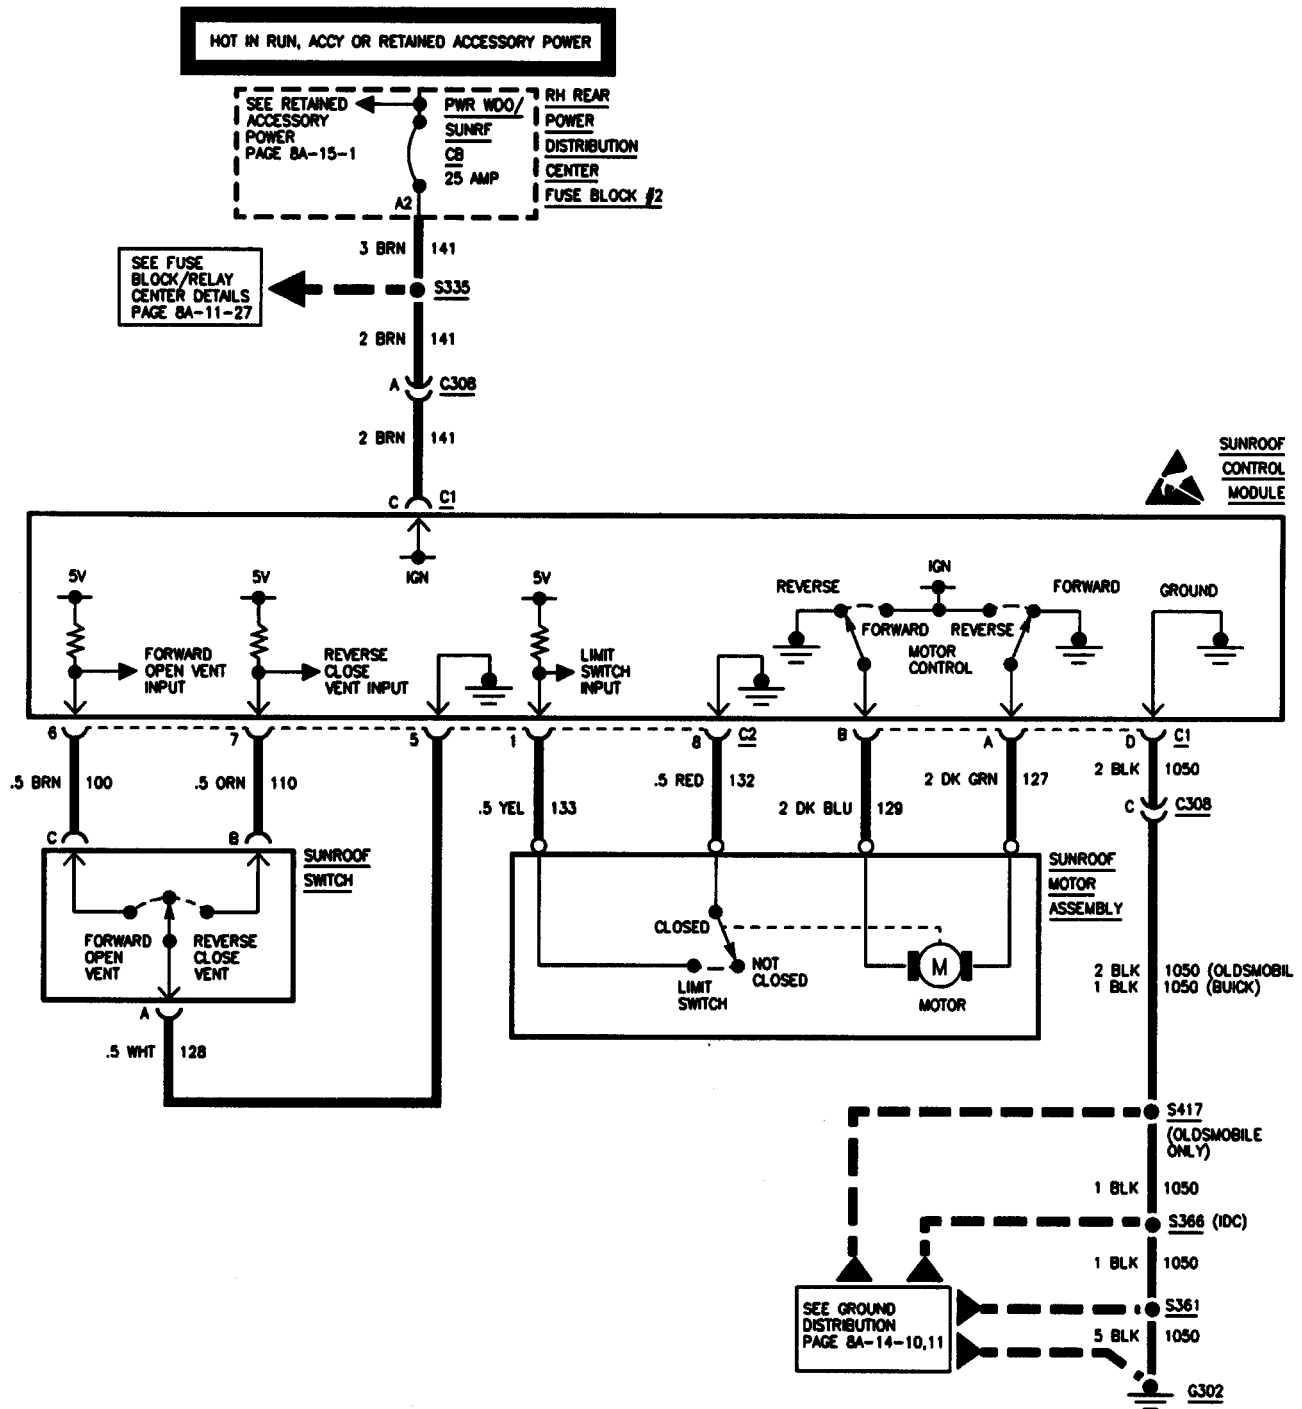 HOT IN RUN, ACCY OR RETAINED ACCESSORY POWER
SEE RETAINED
ACCESSORY
POWER
PAGE 8A-15-1
PWR WDO/
SUNRF
CB
25 AMP
A2
RH REAR
POWER
DISTRIBUTION
CENTER
FUSE BLOCK #2
3 BRN 141
SEE FUSE
BLOCK/RELAY
CENTER DETAILS
PAGE 8A-11-27
S335
2 BRN 141
A C308
2 BRN 141
C C1
SUNROOF
CONTROL
MODULE
IGN
5V
FORWARD
OPEN VENT
INPUT
5V
REVERSE
CLOSE
VENT INPUT
5V
LIMIT
SWITCH
INPUT
REVERSE
IGN
FORWARD
FORWARD
REVERSE
MOTOR
CONTROL
GROUND
6 7 5 1 8 C2 B A D C1
.5 BRN 100
.5 ORN 110
.5 YEL 133
.5 RED 132
2 DK BLU 129
2 DK GRN 127
2 BLK 1050
C C308
C B
SUNROOF
SWITCH
FORWARD
OPEN
VENT
REVERSE
CLOSE
VENT
A
.5 WHT 128
SUNROOF
MOTOR
ASSEMBLY
CLOSED
NOT
CLOSED
LIMIT
SWITCH
M
MOTOR
2 BLK 1050 (OLDSMOBIL
1 BLK 1050 (BUICK)
S417
(OLDSMOBILE
ONLY)
1 BLK 1050
S366 (IDC)
1 BLK 1050
SEE GROUND
DISTRIBUTION
PAGE 8A-14-10,11
S361
5 BLK 1050
G302